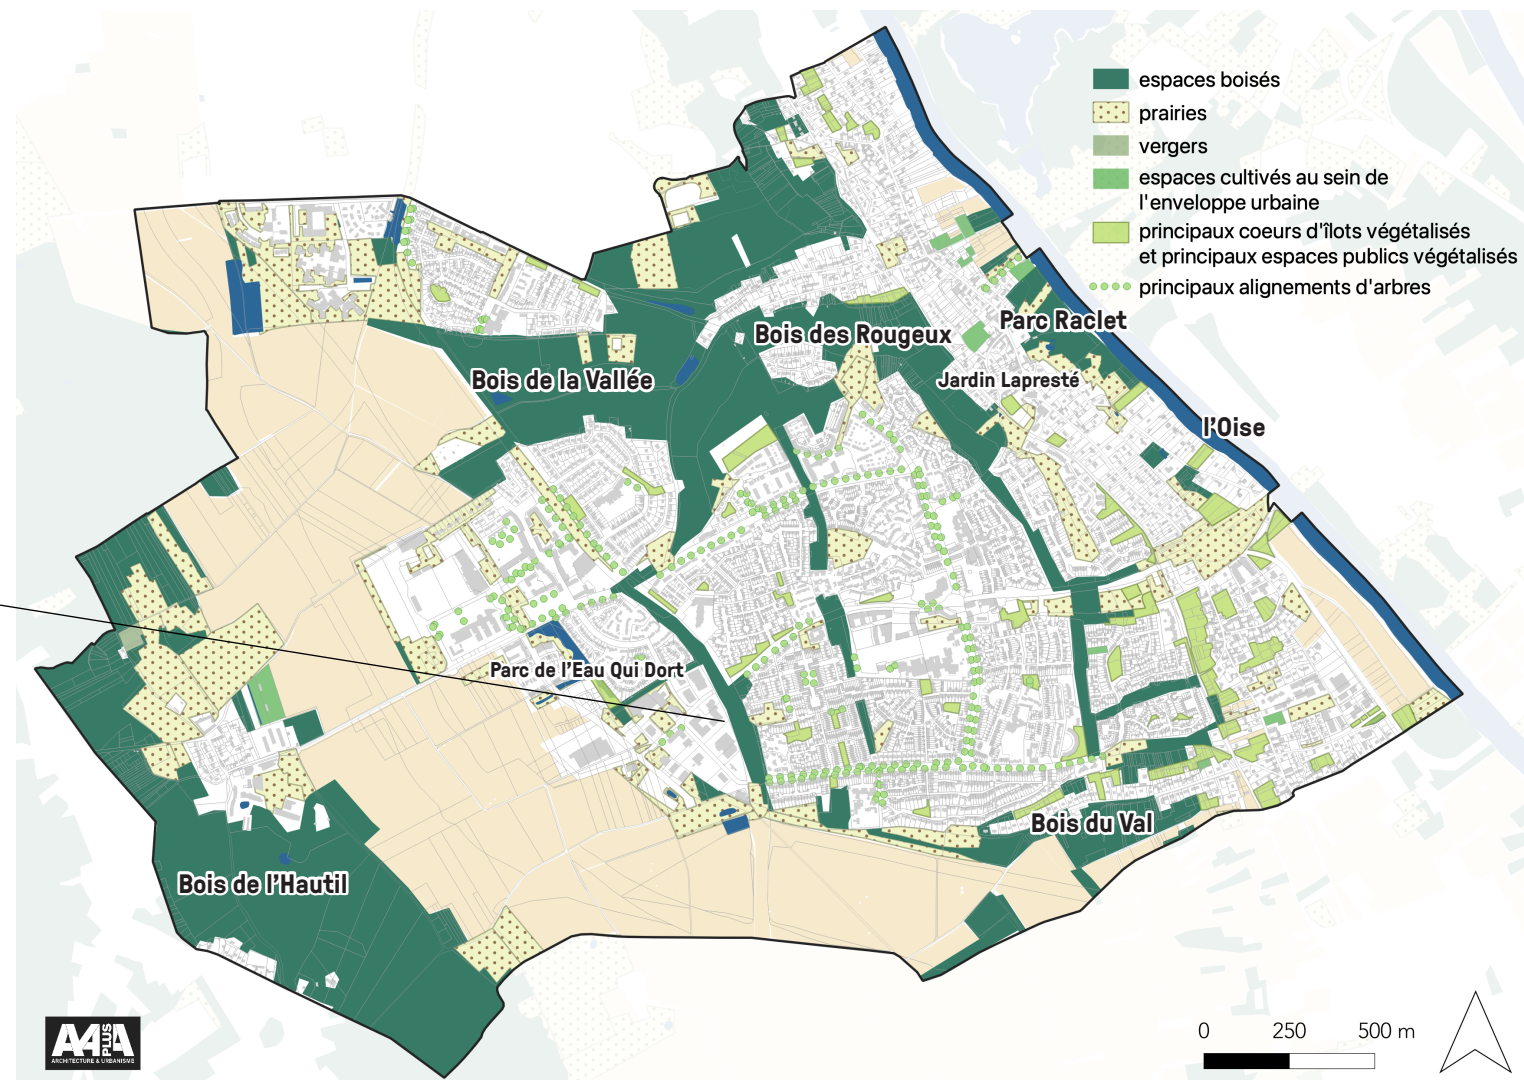 espaces boisés
prairies
vergers
espaces cultivés au sein de
l'enveloppe urbaine
principaux coeurs d'îlots végétalisés
et principaux espaces publics végétalisés
principaux alignements d'arbres
Parc Raclet
Bois des Rougeux
Bois de la Vallée
Jardin Lapresté
l'Oise
Parc de l'Eau Qui Dort
Bois du Val
Bois de l'Hautil
A4 PLUS A
ARCHITECTURE & URBANISME
0 250 500 m